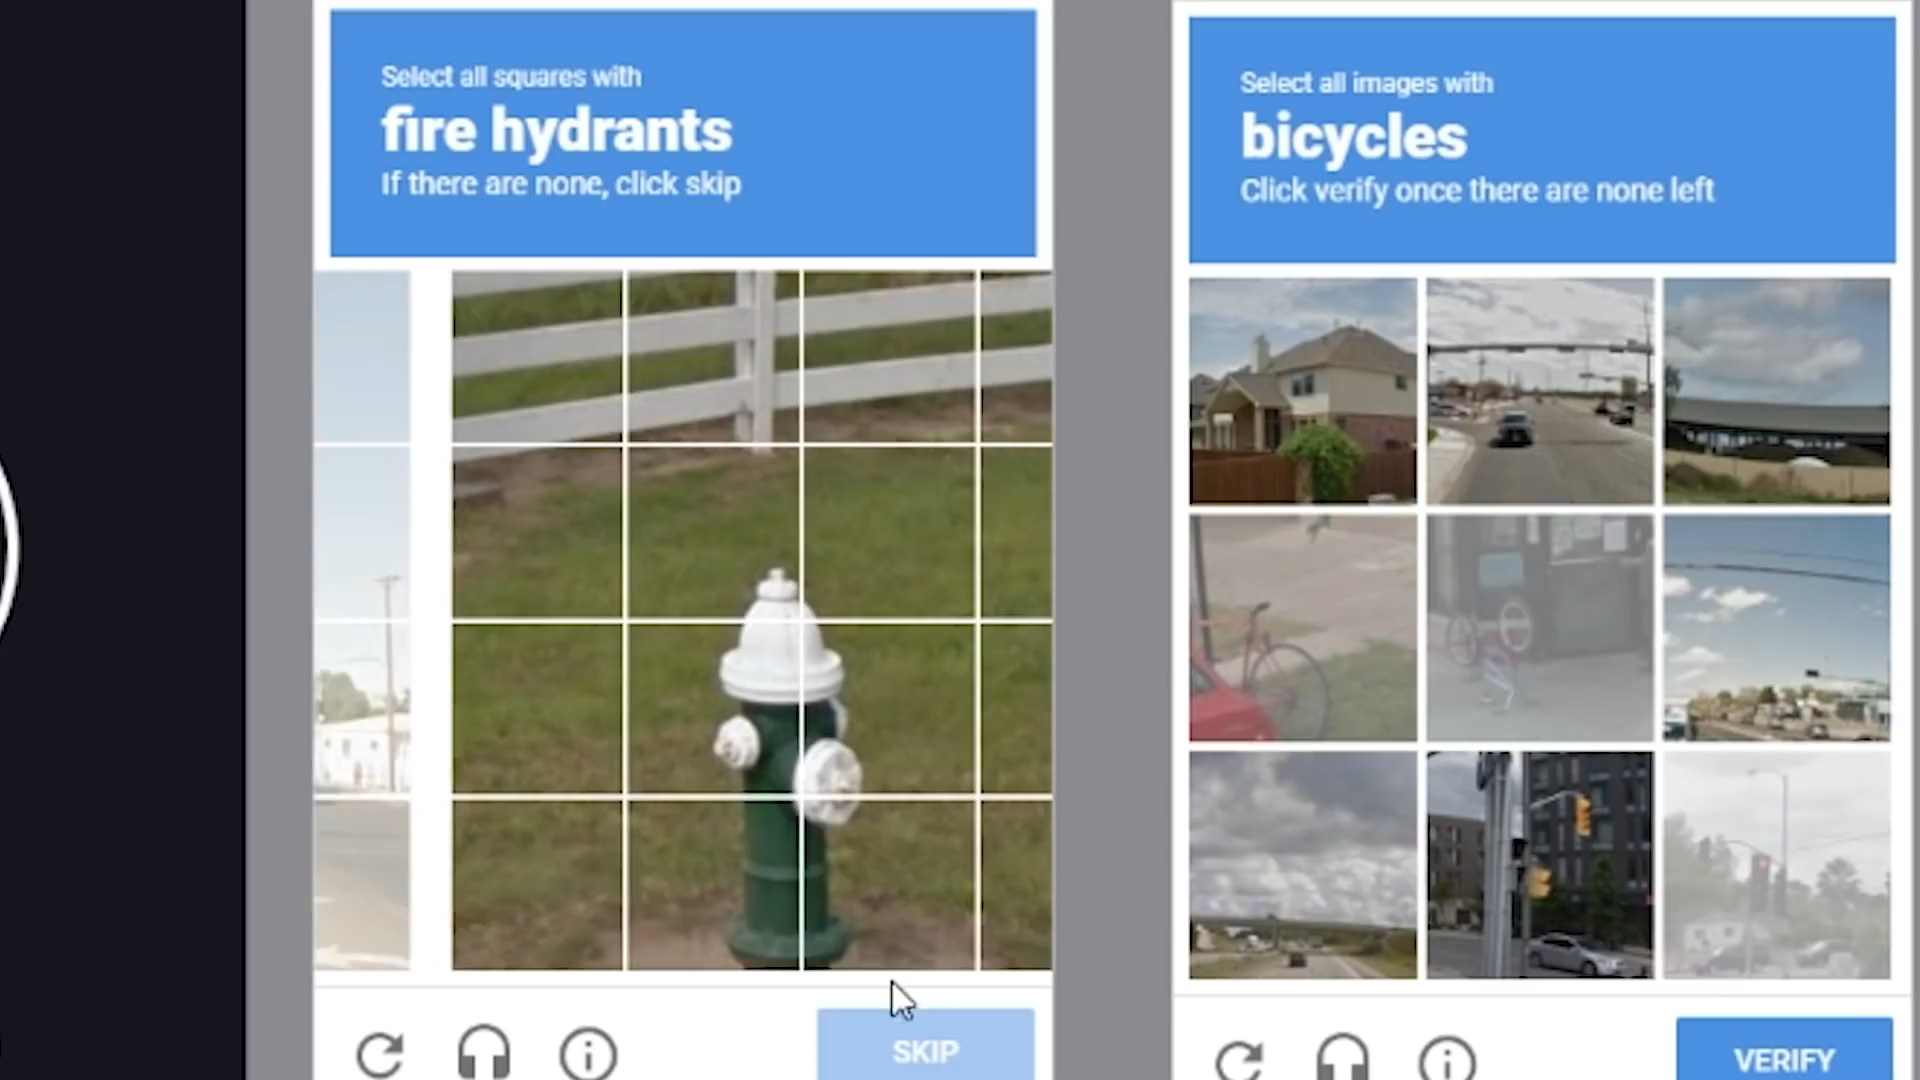 Select all squares with
fire hydrants
If there are none, click skip
SKIP
Select all images with
bicycles
Click verify once there are none left
VERIFY